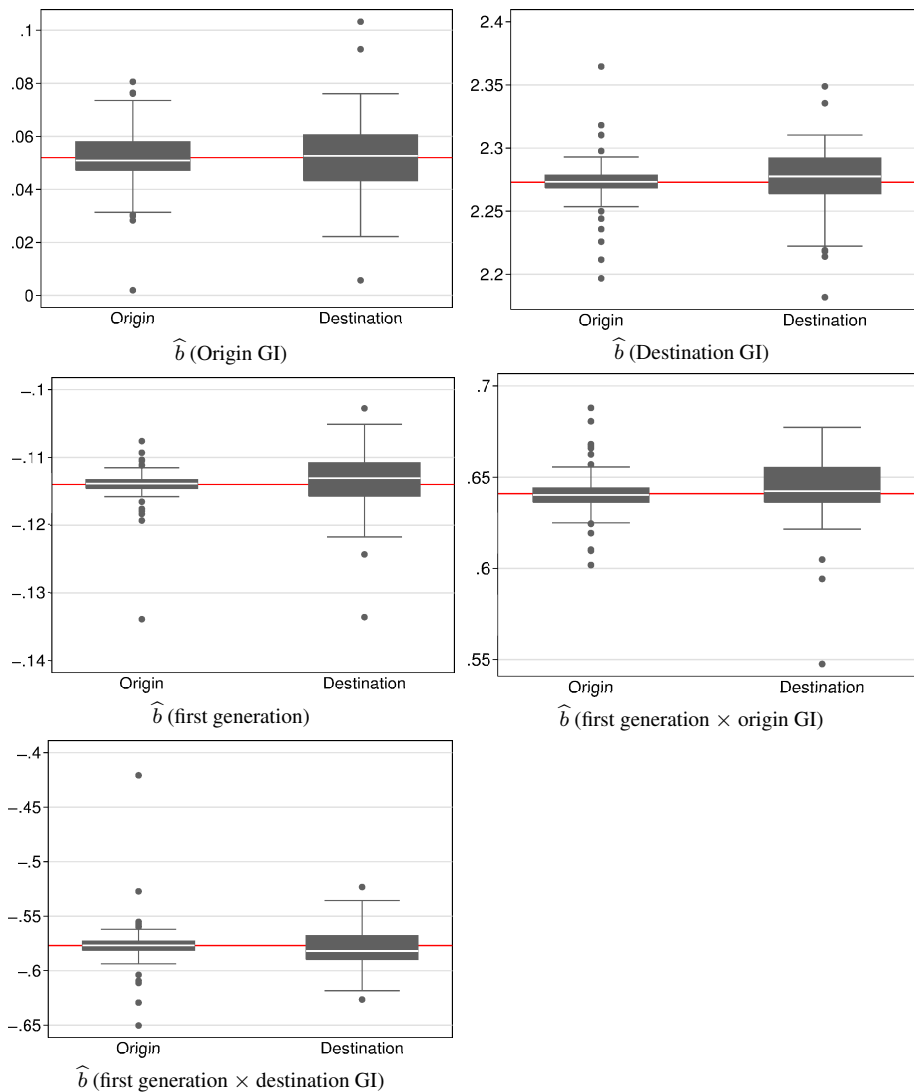 .1
.08
.06
.04
.02
0
Origin
Destination
b̂ (Origin GI)
2.4
2.35
2.3
2.25
2.2
Origin
Destination
b̂ (Destination GI)
−.1
−.11
−.12
−.13
−.14
Origin
Destination
b̂ (first generation)
.7
.65
.6
.55
Origin
Destination
b̂ (first generation × origin GI)
−.4
−.45
−.5
−.55
−.6
−.65
Origin
Destination
b̂ (first generation × destination GI)